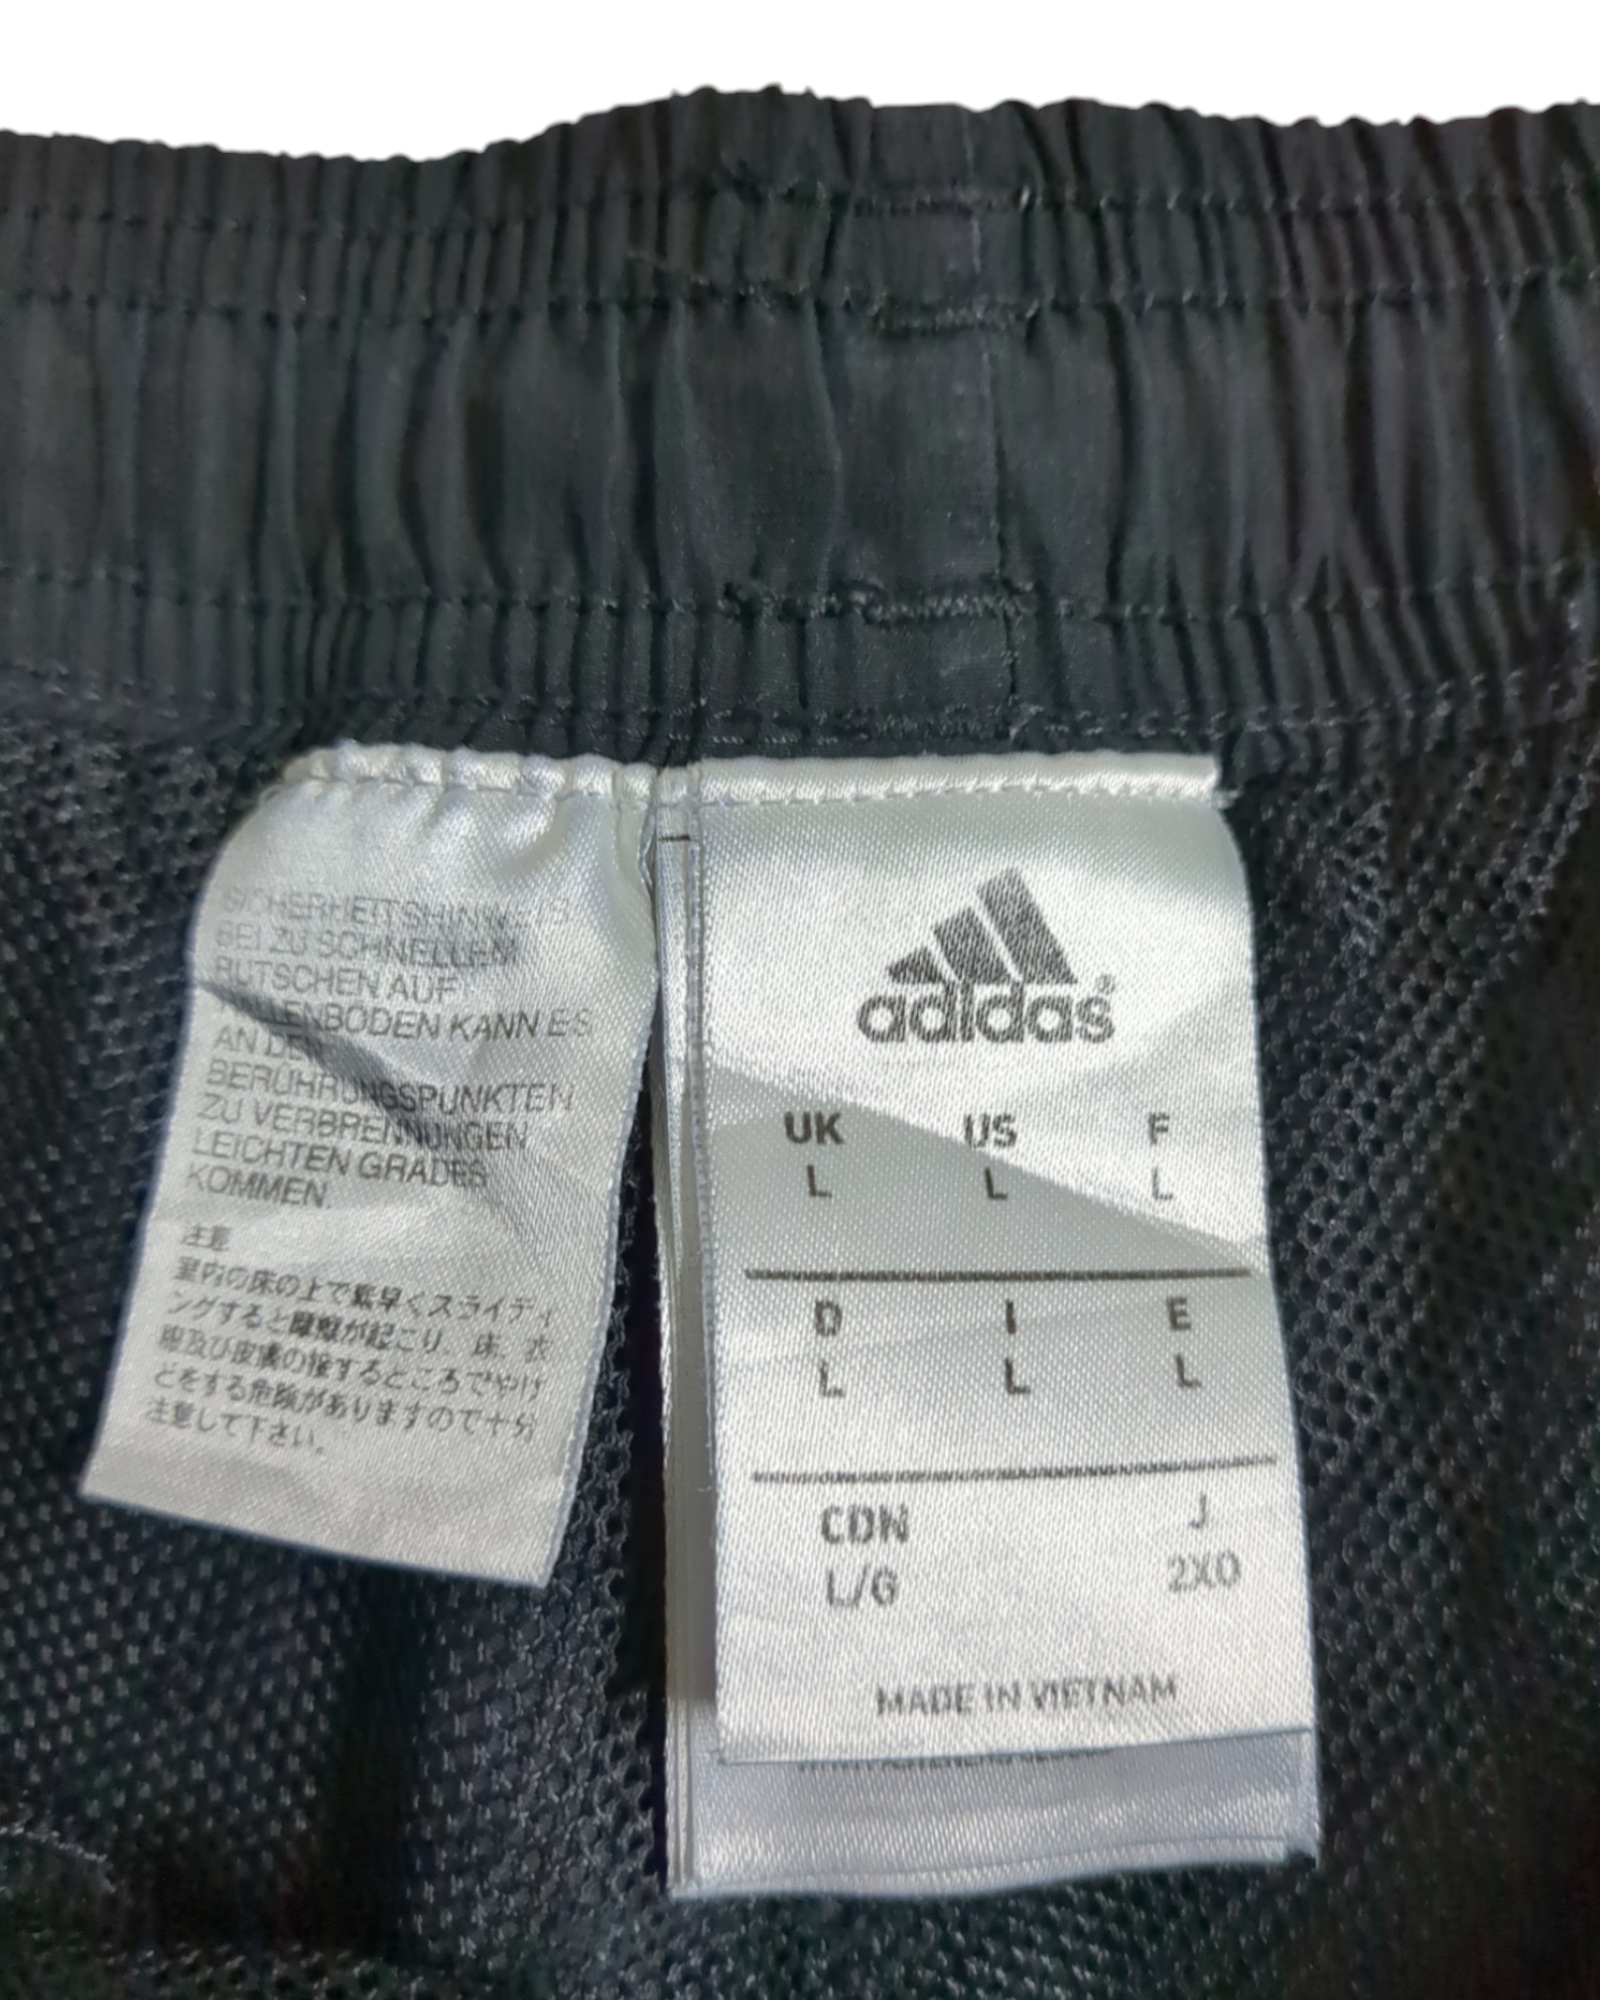 SICHERHEITSHINWEIS
BEI ZU SCHNELLEM
RUTSCHEN AUF
HALLENBODEN KANN ES
AN DEN
BERÜHRUNGSPUNKTEN
ZU VERBRENNUNGEN
LEICHTEN GRADES
KOMMEN.
注意
室内の床の上で素早くスライディ
ングすると摩擦が起こり、床、衣
服及び皮膚の接するところでやけ
どをする危険がありますので十分
注意して下さい。
adidas®
UK US F
L L L
D I E
L L L
CDN J
L/G 2XO
MADE IN VIETNAM